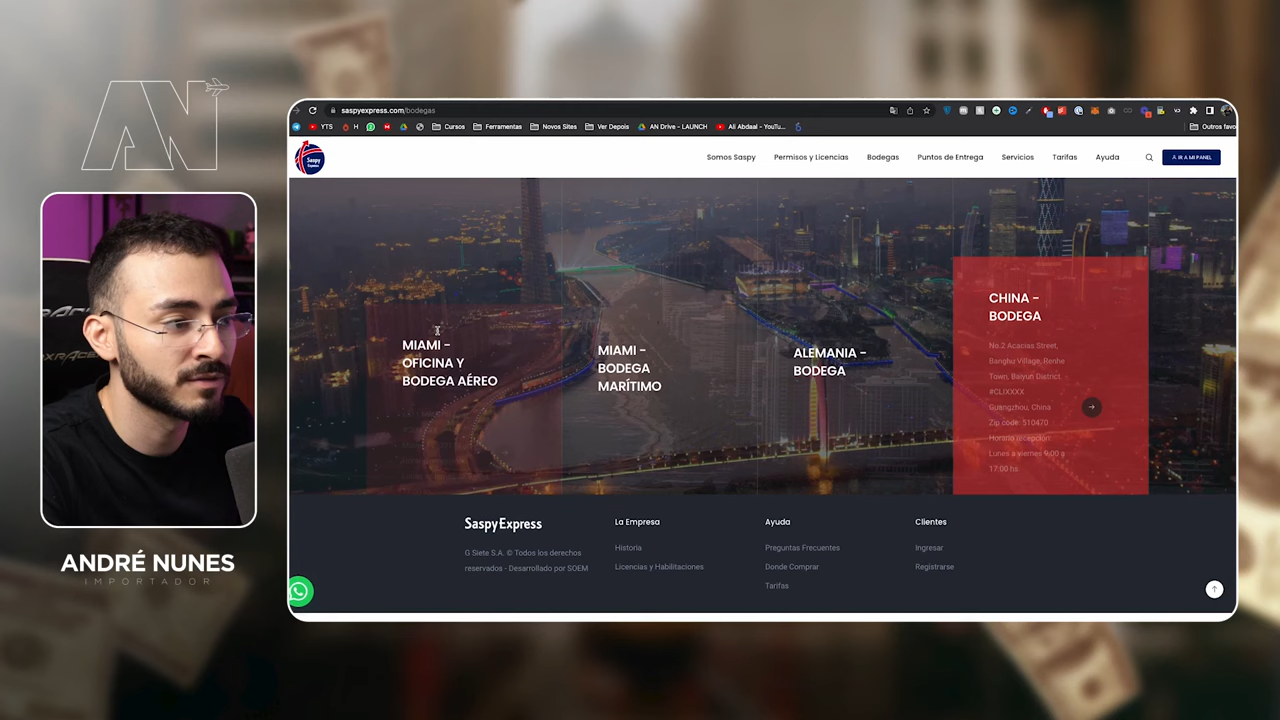 AN
ANDRÉ NUNES
IMPORTADOR
saspyexpress.com/bodegas
YTS
H
Cursos
Ferramentas
Novos Sites
Ver Depois
AN Drive - LAUNCH
Ali Abdaal - YouTu...
Outros favo
Saspy
Express
Somos Saspy
Permisos y Licencias
Bodegas
Puntos de Entrega
Servicios
Tarifas
Ayuda
IR A MI PANEL
MIAMI -
OFICINA Y
BODEGA AÉREO
MIAMI -
BODEGA
MARÍTIMO
ALEMANIA -
BODEGA
CHINA -
BODEGA
No.2 Acacias Street,
Banghu Village, Renhe
Town, Baiyun District.
#CLIXXXX
Guangzhou, China
Zip code: 510470
Horario recepción:
Lunes a viernes 9:00 a
17:00 hs
SaspyExpress
G Siete S.A. © Todos los derechos
reservados - Desarrollado por SOEM
La Empresa
Historia
Licencias y Habilitaciones
Ayuda
Preguntas Frecuentes
Donde Comprar
Tarifas
Clientes
Ingresar
Registrarse